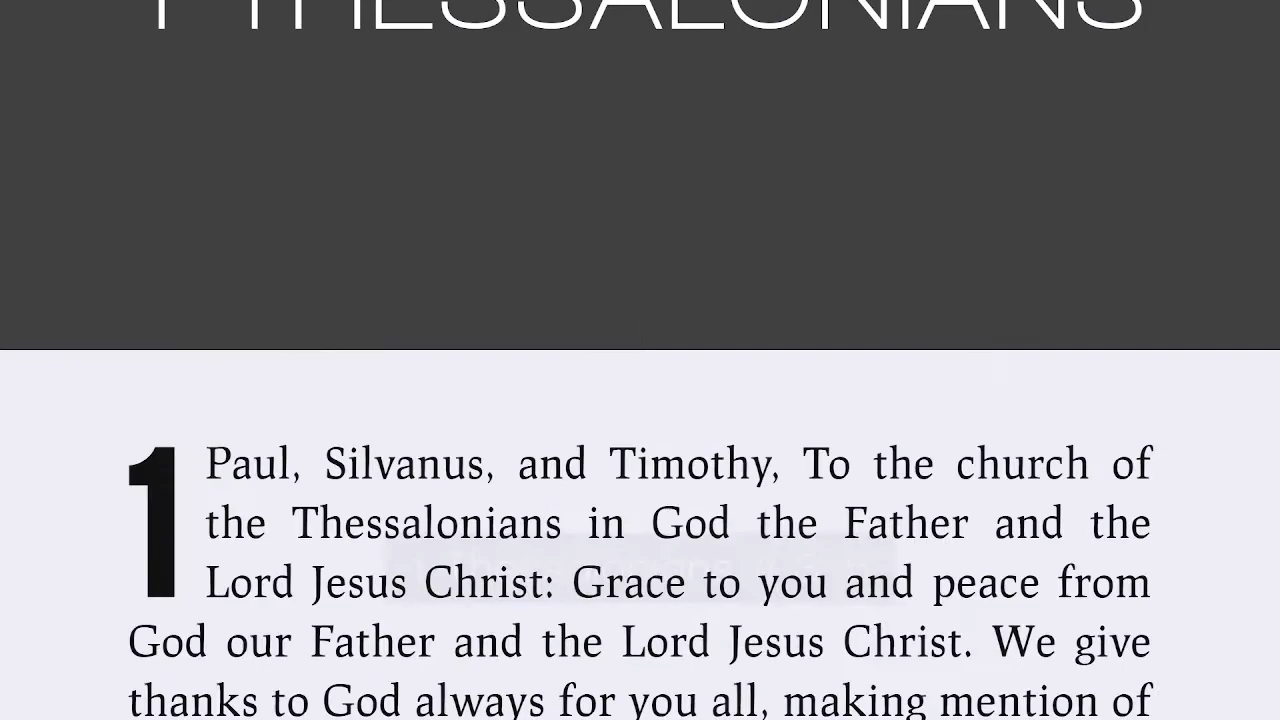 1 THESSALONIANS
1 Paul, Silvanus, and Timothy, To the church of
the Thessalonians in God the Father and the
Lord Jesus Christ: Grace to you and peace from
God our Father and the Lord Jesus Christ. We give
thanks to God always for you all, making mention of